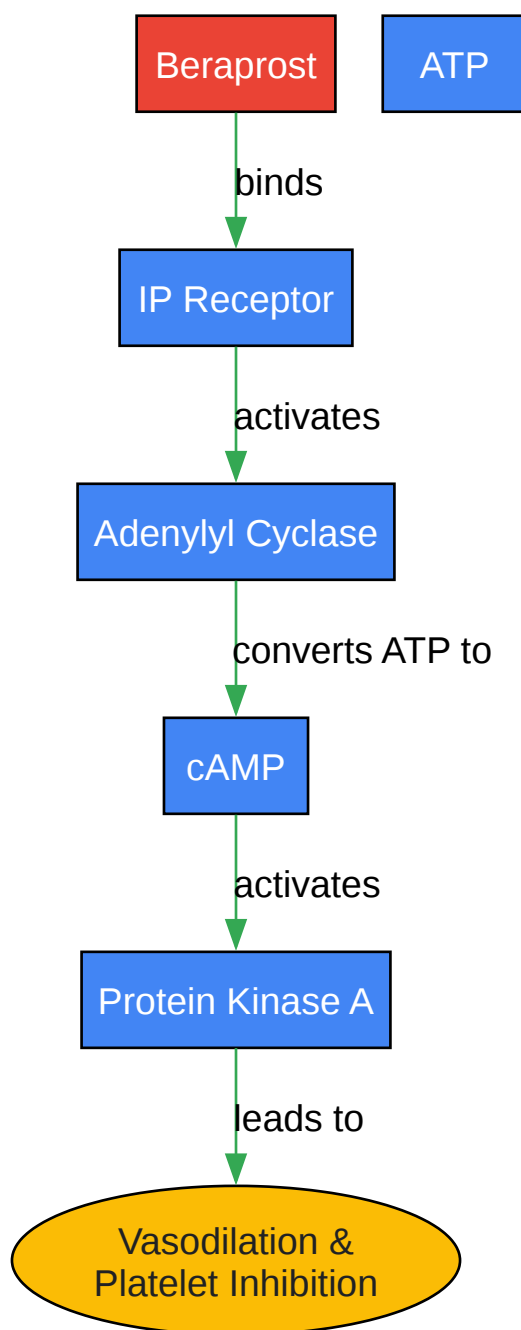 Beraprost
ATP
binds
IP Receptor
activates
Adenylyl Cyclase
converts ATP to
cAMP
activates
Protein Kinase A
leads to
Vasodilation &
Platelet Inhibition